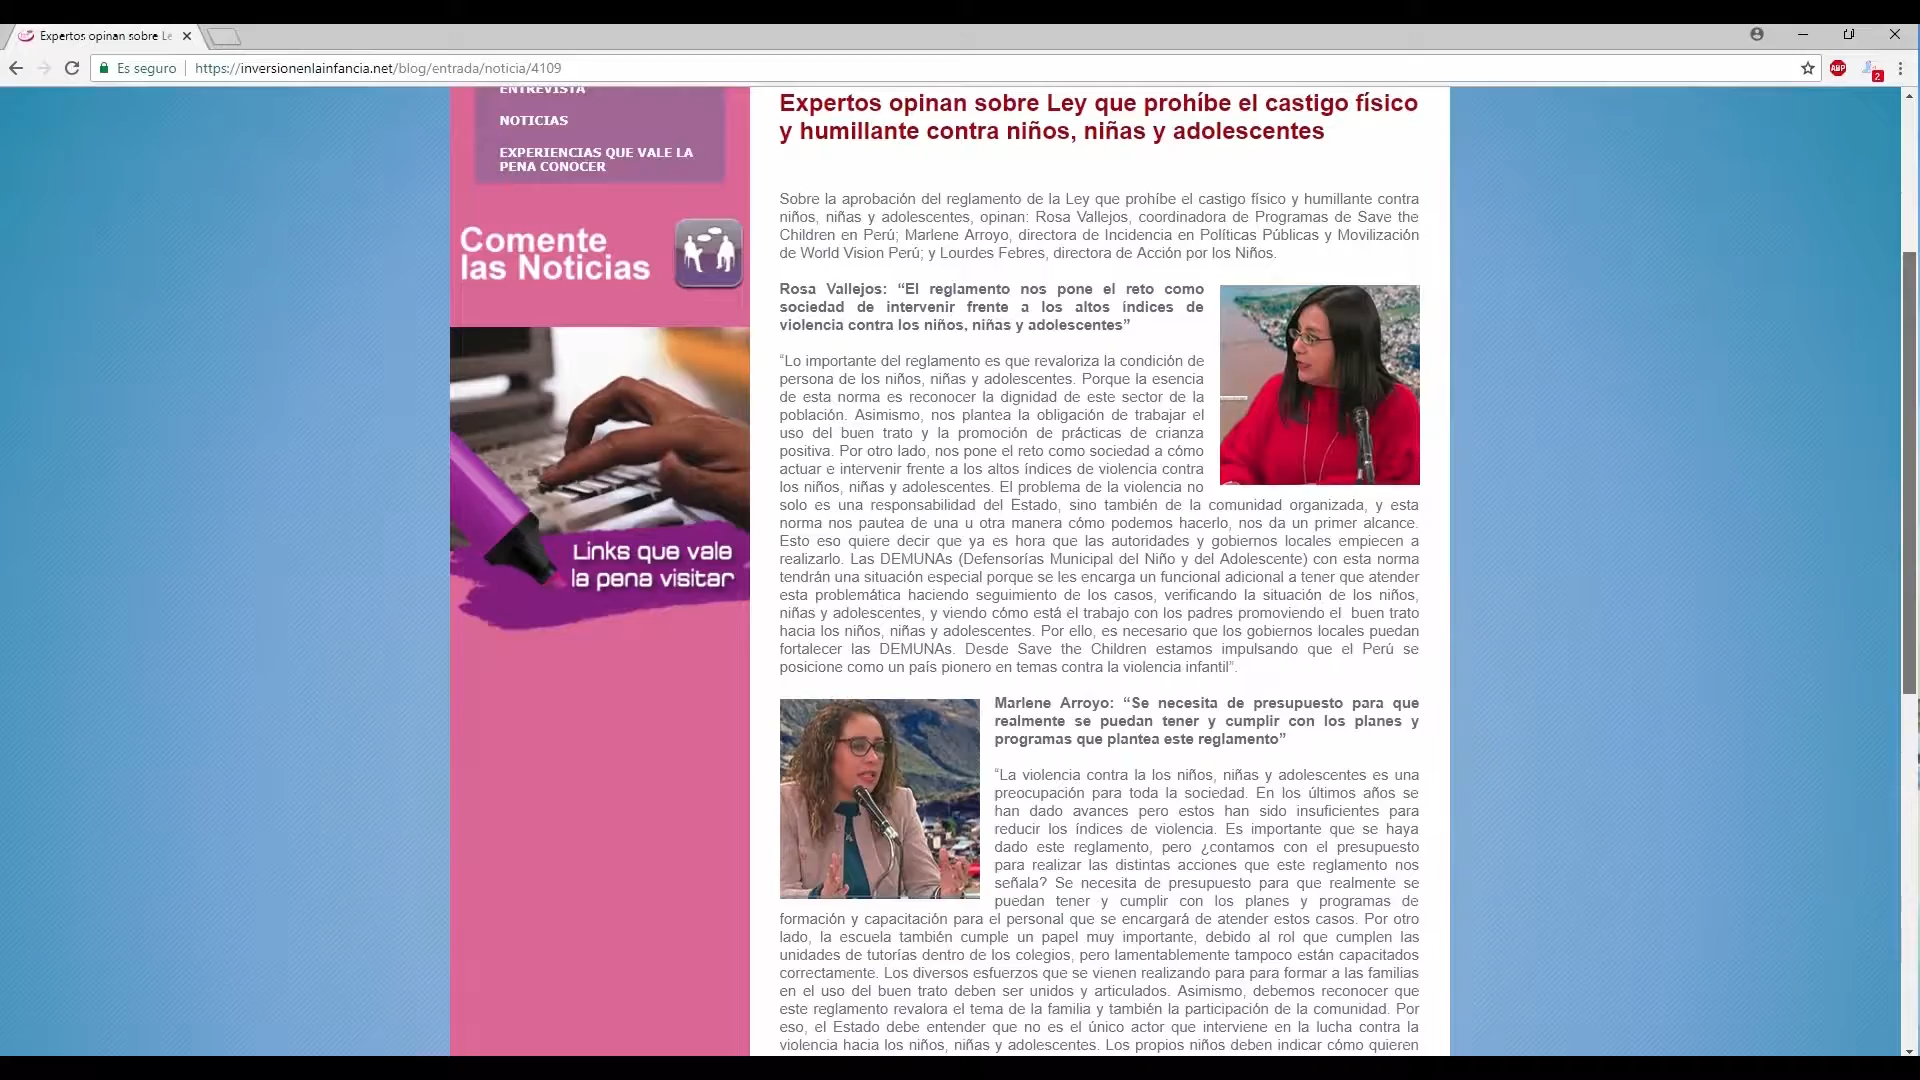 Expertos opinan sobre Le
Es seguro
https://inversionenlainfancia.net/blog/entrada/noticia/4109
ABP
2
ENTREVISTA
NOTICIAS
EXPERIENCIAS QUE VALE LA
PENA CONOCER
Comente
las Noticias
Links que vale
la pena visitar
Expertos opinan sobre Ley que prohíbe el castigo físico
y humillante contra niños, niñas y adolescentes
Sobre la aprobación del reglamento de la Ley que prohíbe el castigo físico y humillante contra
niños, niñas y adolescentes, opinan: Rosa Vallejos, coordinadora de Programas de Save the
Children en Perú; Marlene Arroyo, directora de Incidencia en Políticas Públicas y Movilización
de World Vision Perú; y Lourdes Febres, directora de Acción por los Niños.
Rosa Vallejos: “El reglamento nos pone el reto como
sociedad de intervenir frente a los altos índices de
violencia contra los niños, niñas y adolescentes”
“Lo importante del reglamento es que revaloriza la condición de
persona de los niños, niñas y adolescentes. Porque la esencia
de esta norma es reconocer la dignidad de este sector de la
población. Asimismo, nos plantea la obligación de trabajar el
uso del buen trato y la promoción de prácticas de crianza
positiva. Por otro lado, nos pone el reto como sociedad a cómo
actuar e intervenir frente a los altos índices de violencia contra
los niños, niñas y adolescentes. El problema de la violencia no
solo es una responsabilidad del Estado, sino también de la comunidad organizada, y esta
norma nos pautea de una u otra manera cómo podemos hacerlo, nos da un primer alcance.
Esto eso quiere decir que ya es hora que las autoridades y gobiernos locales empiecen a
realizarlo. Las DEMUNAs (Defensorías Municipal del Niño y del Adolescente) con esta norma
tendrán una situación especial porque se les encarga un funcional adicional a tener que atender
esta problemática haciendo seguimiento de los casos, verificando la situación de los niños,
niñas y adolescentes, y viendo cómo está el trabajo con los padres promoviendo el buen trato
hacia los niños, niñas y adolescentes. Por ello, es necesario que los gobiernos locales puedan
fortalecer las DEMUNAs. Desde Save the Children estamos impulsando que el Perú se
posicione como un país pionero en temas contra la violencia infantil”.
Marlene Arroyo: “Se necesita de presupuesto para que
realmente se puedan tener y cumplir con los planes y
programas que plantea este reglamento”
“La violencia contra la los niños, niñas y adolescentes es una
preocupación para toda la sociedad. En los últimos años se
han dado avances pero estos han sido insuficientes para
reducir los índices de violencia. Es importante que se haya
dado este reglamento, pero ¿contamos con el presupuesto
para realizar las distintas acciones que este reglamento nos
señala? Se necesita de presupuesto para que realmente se
puedan tener y cumplir con los planes y programas de
formación y capacitación para el personal que se encargará de atender estos casos. Por otro
lado, la escuela también cumple un papel muy importante, debido al rol que cumplen las
unidades de tutorías dentro de los colegios, pero lamentablemente tampoco están capacitados
correctamente. Los diversos esfuerzos que se vienen realizando para para formar a las familias
en el uso del buen trato deben ser unidos y articulados. Asimismo, debemos reconocer que
este reglamento revalora el tema de la familia y también la participación de la comunidad. Por
eso, el Estado debe entender que no es el único actor que interviene en la lucha contra la
violencia hacia los niños, niñas y adolescentes. Los propios niños deben indicar cómo quieren